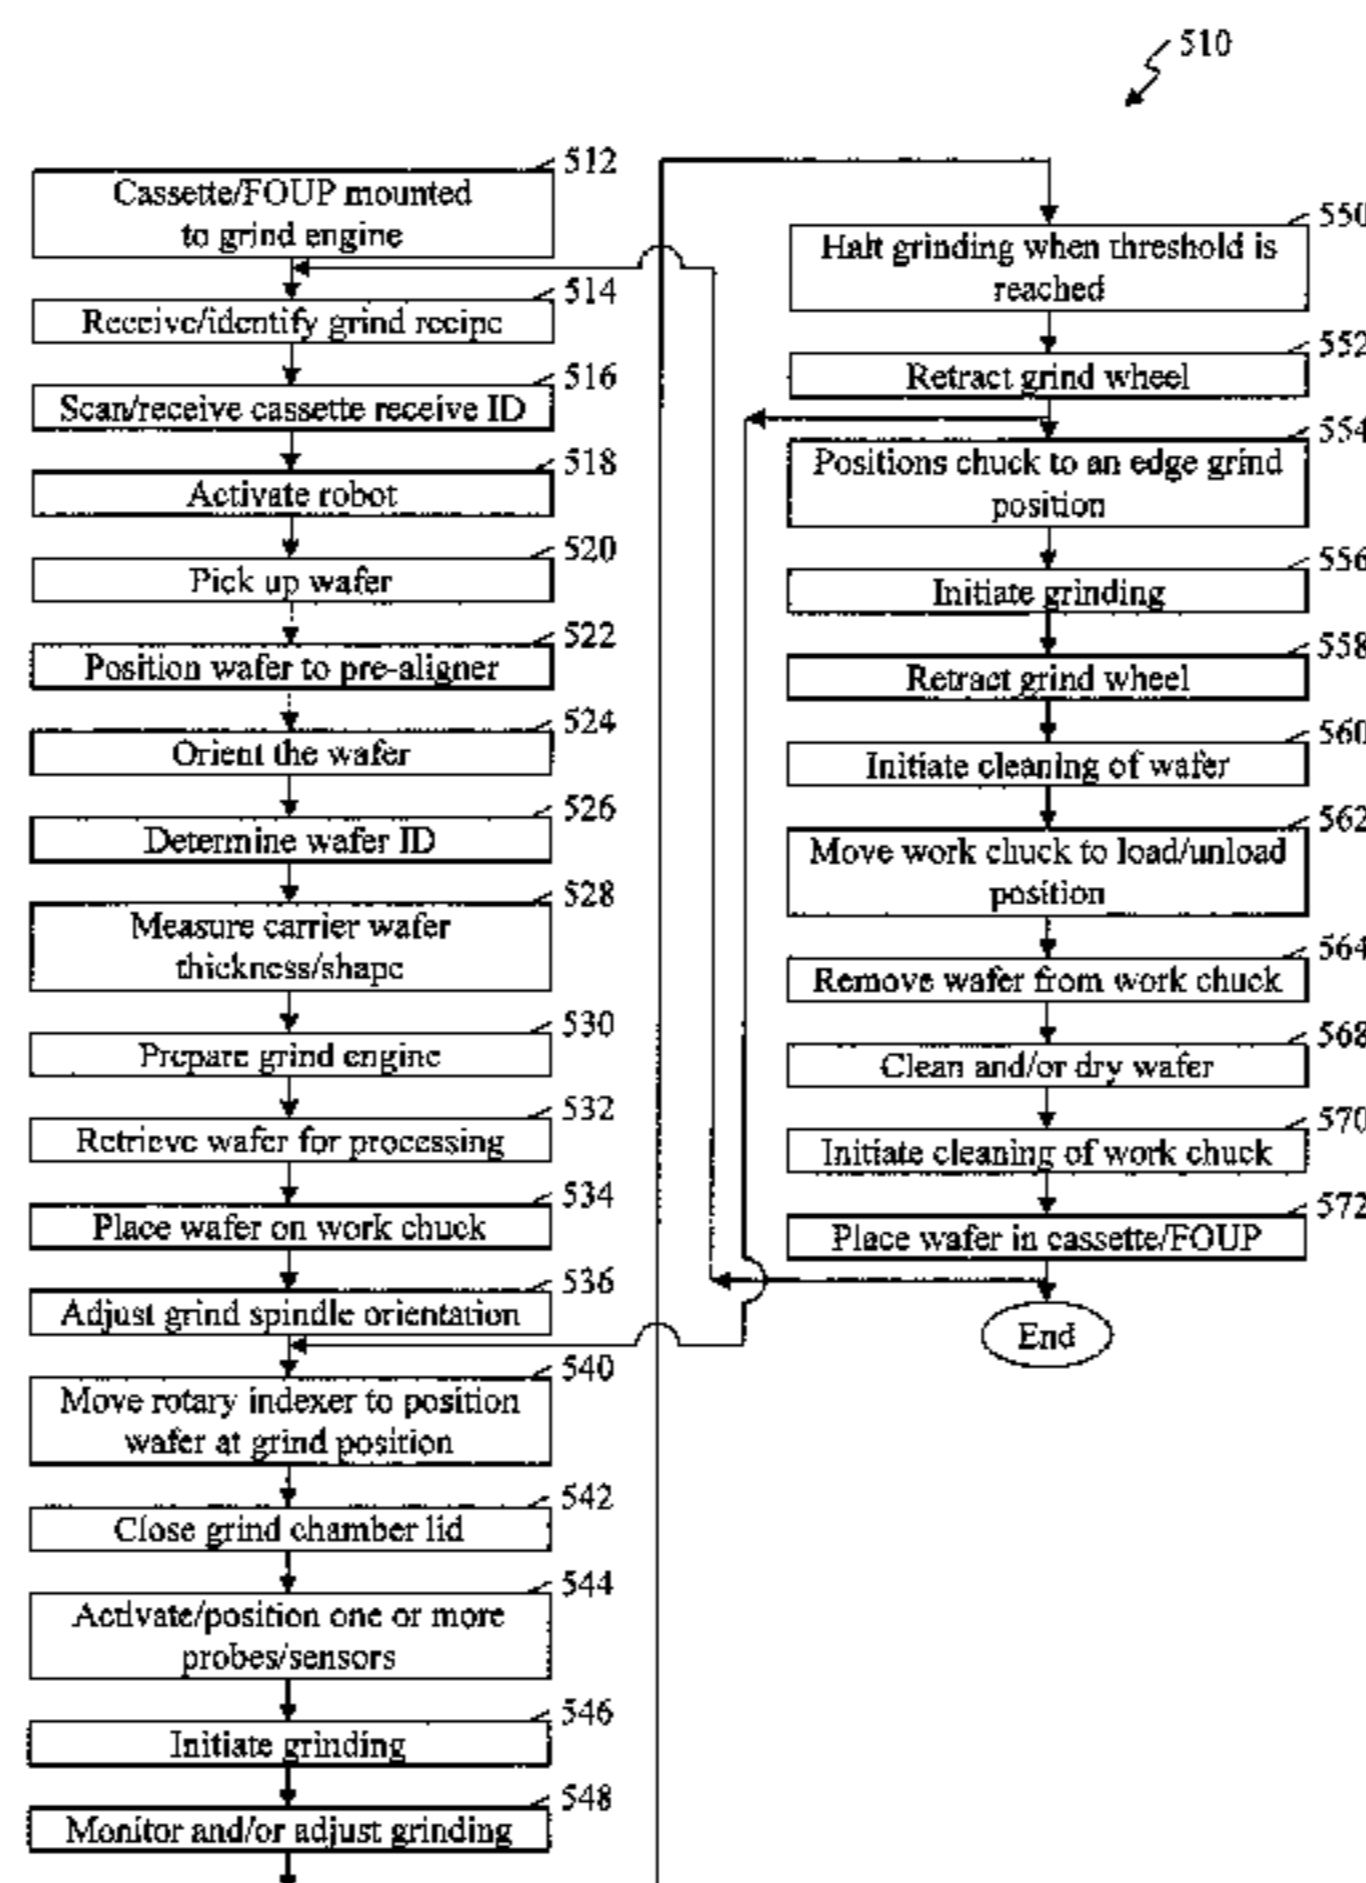 510
512
Cassette/FOUP mounted
to grind engine
514
Receive/identify grind recipe
516
Scan/receive cassette receive ID
518
Activate robot
520
Pick up wafer
522
Position wafer to pre-aligner
524
Orient the wafer
526
Determine wafer ID
528
Measure carrier wafer
thickness/shape
530
Prepare grind engine
532
Retrieve wafer for processing
534
Place wafer on work chuck
536
Adjust grind spindle orientation
540
Move rotary indexer to position
wafer at grind position
542
Close grind chamber lid
544
Activate/position one or more
probes/sensors
546
Initiate grinding
548
Monitor and/or adjust grinding
550
Halt grinding when threshold is
reached
552
Retract grind wheel
554
Positions chuck to an edge grind
position
556
Initiate grinding
558
Retract grind wheel
560
Initiate cleaning of wafer
562
Move work chuck to load/unload
position
564
Remove wafer from work chuck
568
Clean and/or dry wafer
570
Initiate cleaning of work chuck
572
Place wafer in cassette/FOUP
End